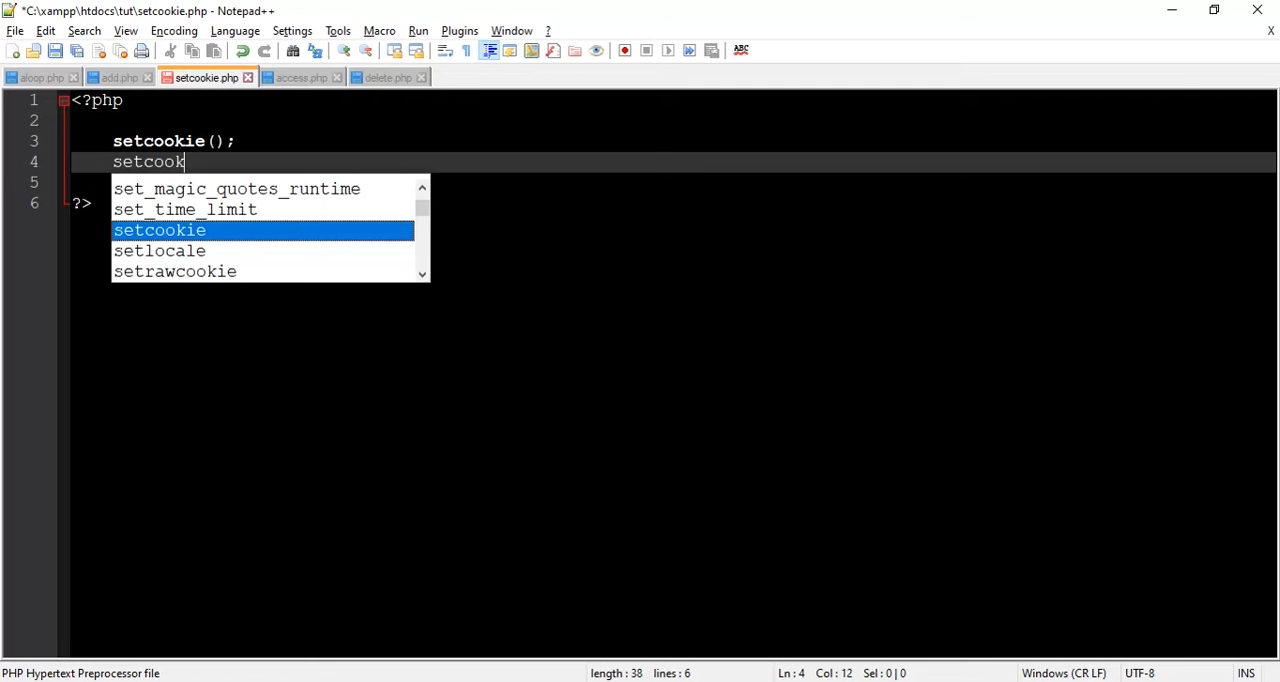 *C:\xampp\htdocs\tut\setcookie.php - Notepad++
File Edit Search View Encoding Language Settings Tools Macro Run Plugins Window ? X
ABC
aloop.php add.php setcookie.php access.php delete.php
1 <?php
2
3 setcookie();
4 setcook
5
6 ?>
set_magic_quotes_runtime
set_time_limit
setcookie
setlocale
setrawcookie
PHP Hypertext Preprocessor file length : 38 lines : 6 Ln : 4 Col : 12 Sel : 0 | 0 Windows (CR LF) UTF-8 INS